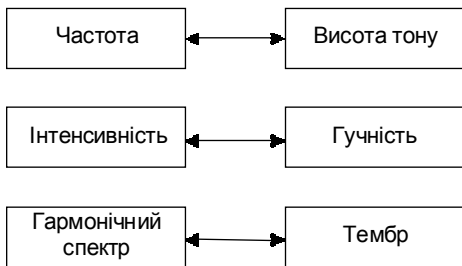 Частота
Висота тону
Інтенсивність
Гучність
Гармонічний
спектр
Тембр